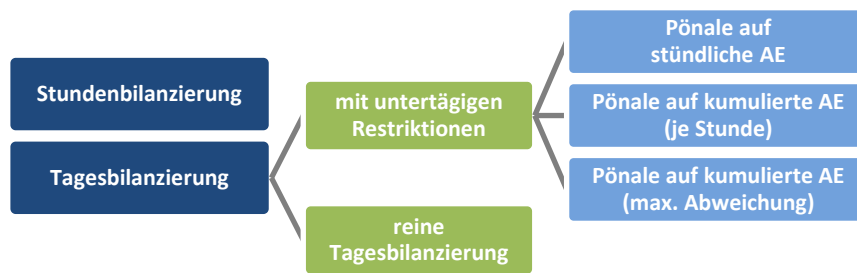 Stundenbilanzierung
Tagesbilanzierung
mit untertägigen
Restriktionen
reine
Tagesbilanzierung
Pönale auf
stündliche AE
Pönale auf kumulierte AE
(je Stunde)
Pönale auf kumulierte AE
(max. Abweichung)